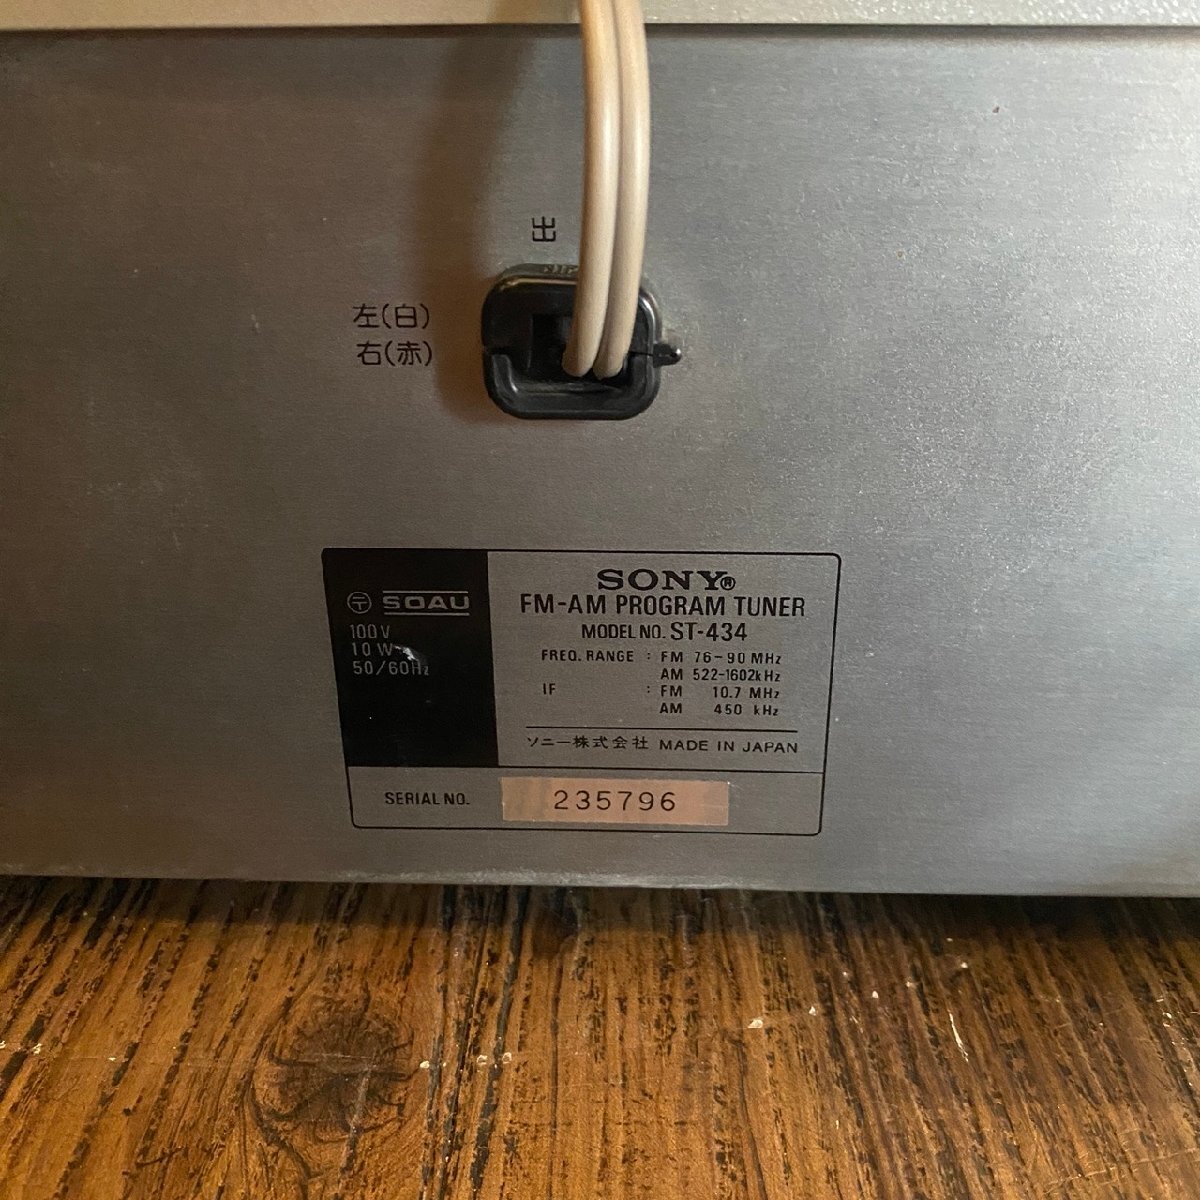 出
左(白)
右(赤)
〒 SOAU
100V
10W
50/60Hz
SONY®
FM-AM PROGRAM TUNER
MODEL NO. ST-434
FREQ. RANGE : FM 76-90 MHz
AM 522-1602kHz
IF : FM 10.7 MHz
AM 450 kHz
ソニー株式会社 MADE IN JAPAN
SERIAL NO. 235796